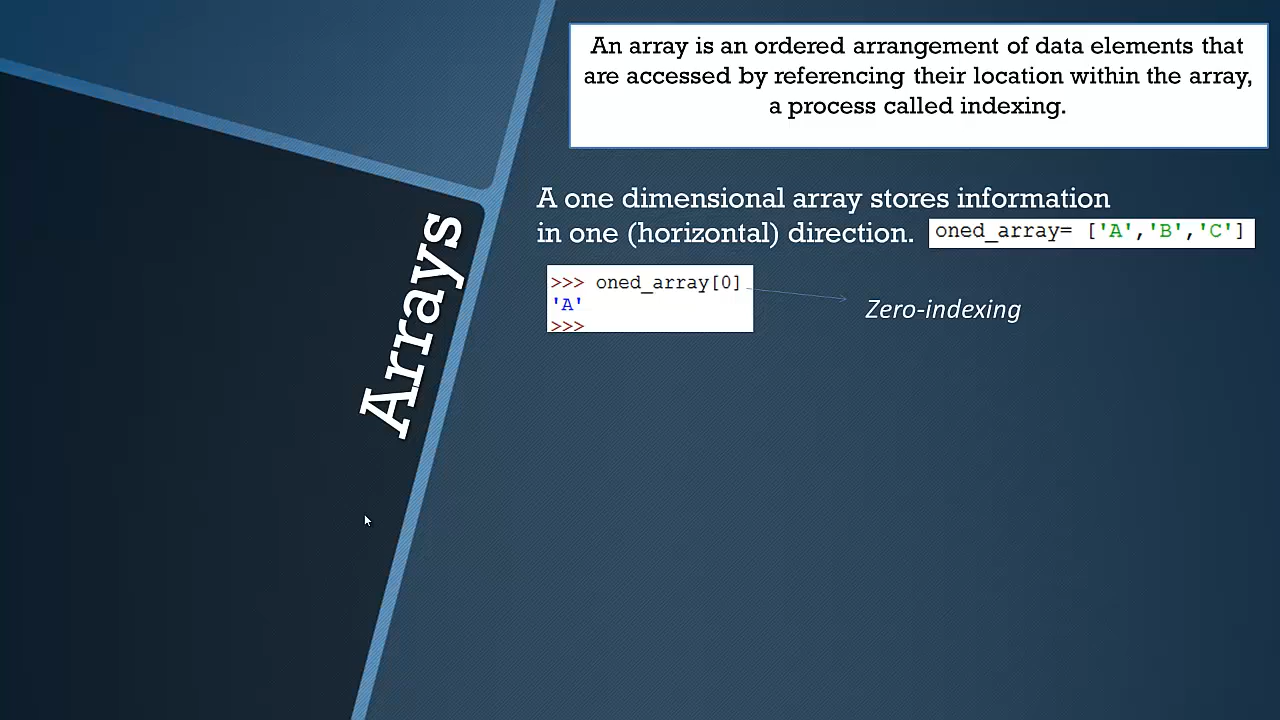 An array is an ordered arrangement of data elements that
are accessed by referencing their location within the array,
a process called indexing.
Arrays
A one dimensional array stores information
in one (horizontal) direction.
oned_array= ['A','B','C']
>>> oned_array[0]
'A'
>>>
Zero-indexing